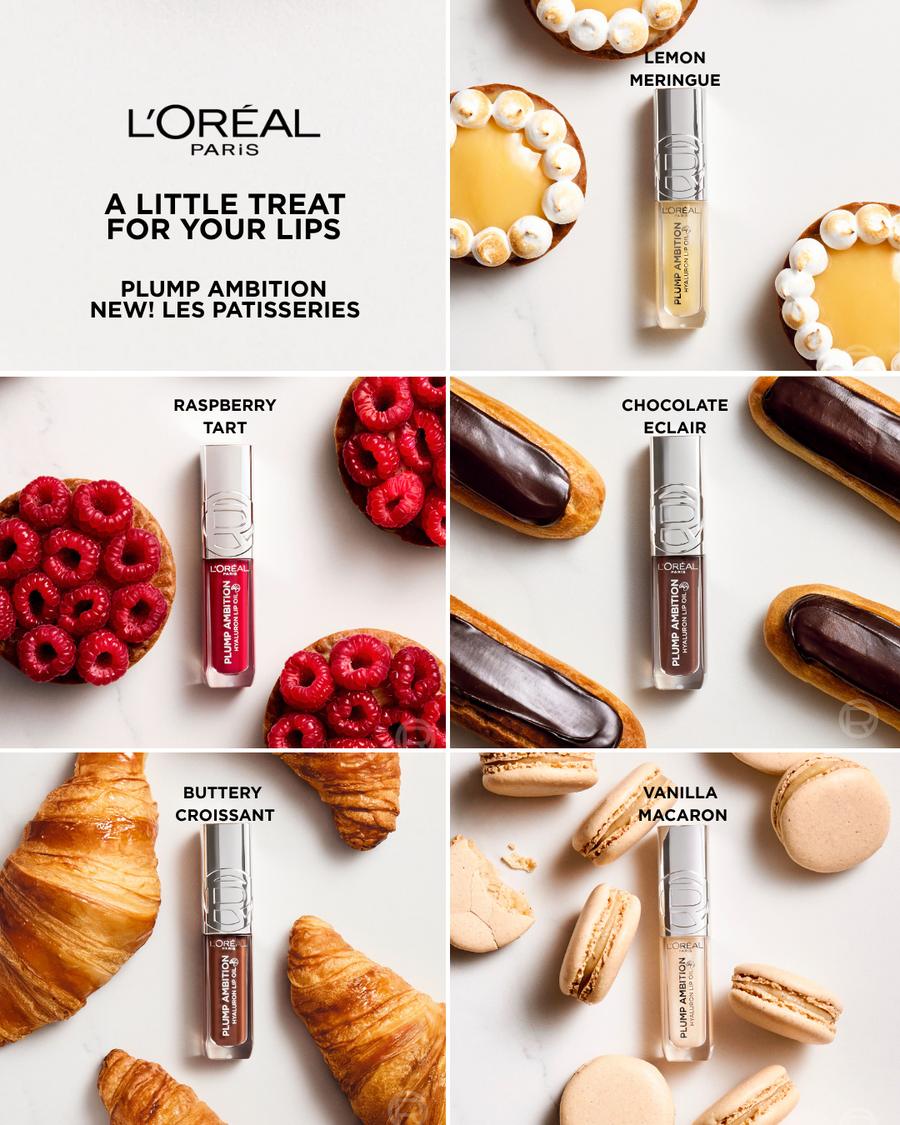 L'ORÉAL
PARiS
A LITTLE TREAT
FOR YOUR LIPS
PLUMP AMBITION
NEW! LES PATISSERIES
LEMON
MERINGUE
L'ORÉAL
PARIS
PLUMP AMBITION
HYALURON LIP OIL
RASPBERRY
TART
L'ORÉAL
PARIS
PLUMP AMBITION
HYALURON LIP OIL
CHOCOLATE
ECLAIR
L'ORÉAL
PARIS
PLUMP AMBITION
HYALURON LIP OIL
BUTTERY
CROISSANT
L'ORÉAL
PARIS
PLUMP AMBITION
HYALURON LIP OIL
VANILLA
MACARON
L'ORÉAL
PARIS
PLUMP AMBITION
HYALURON LIP OIL